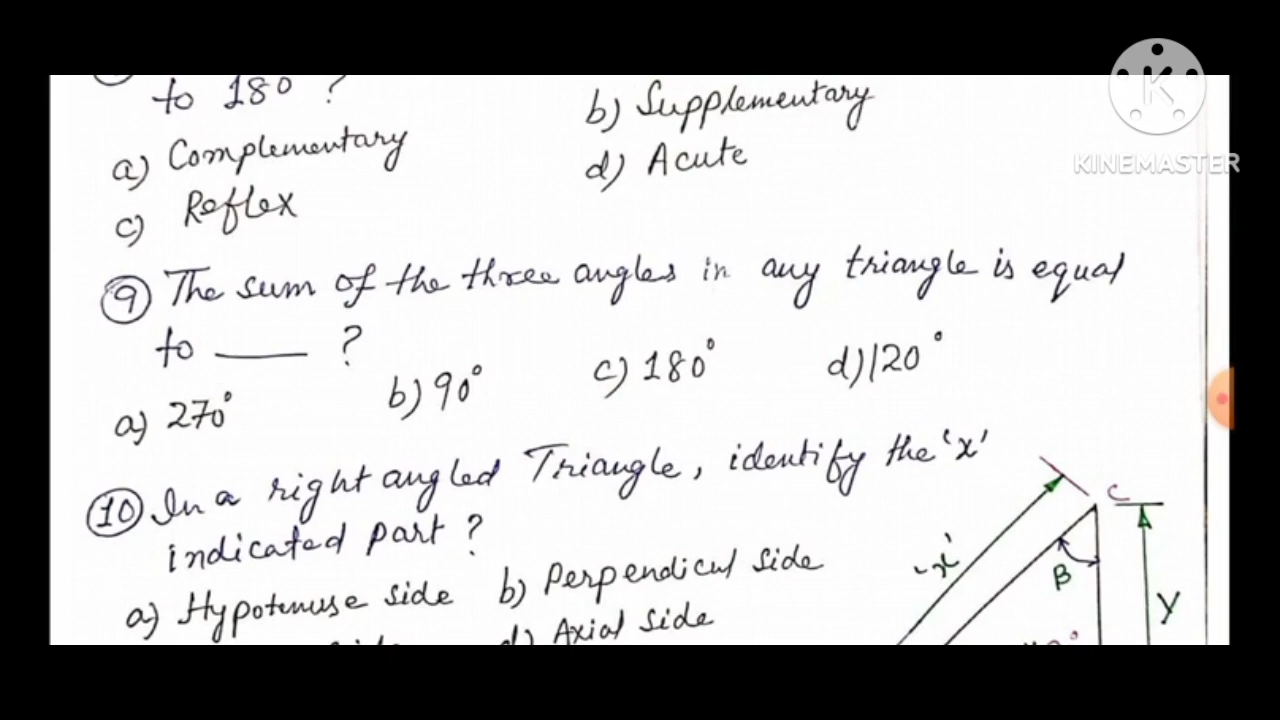 to 180 ?
a) Complementary b) Supplementary
c) Reflex d) Acute
9 The sum of the three angles in any triangle is equal
to ____ ?
a) 270° b) 90° c) 180° d) 120°
10 In a right angled Triangle, identify the 'x'
indicated part ?
a) Hypotenuse side b) Perpendicul side
d) Axial side
C
'x'
B
y
K
KINEMASTER